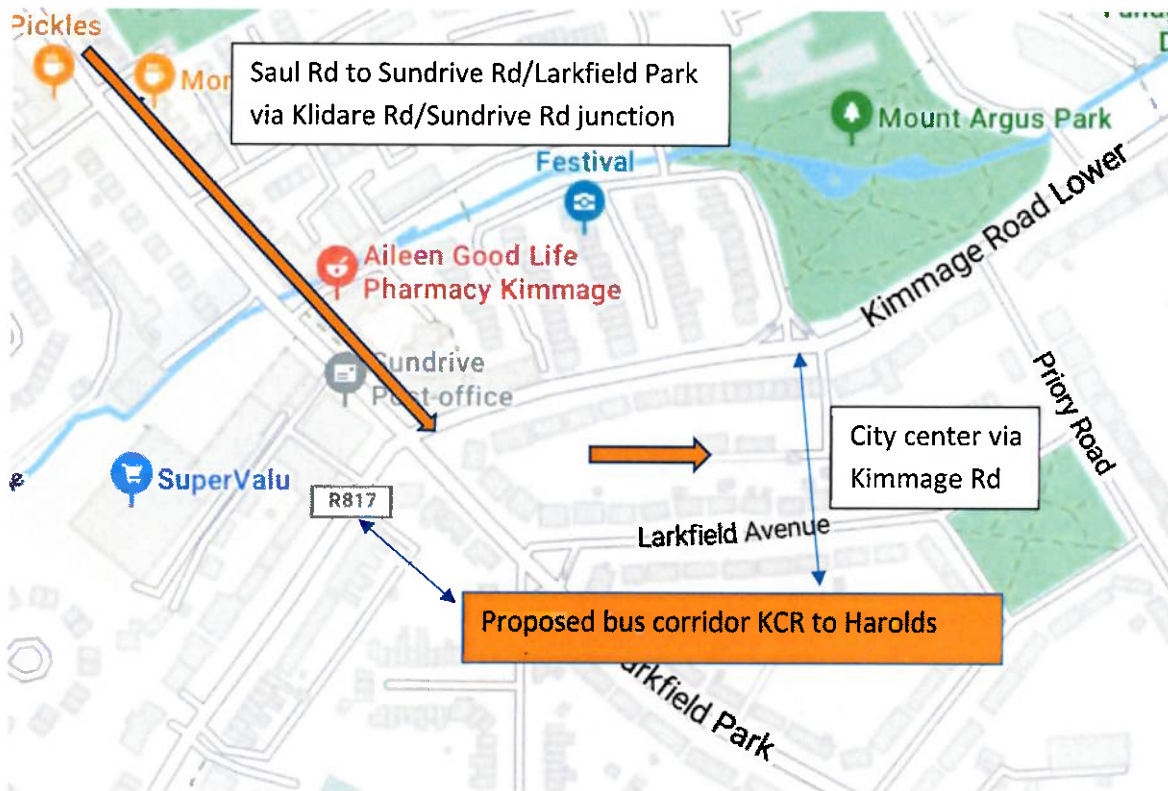 Pickles
Mor
Saul Rd to Sundrive Rd/Larkfield Park
via Klidare Rd/Sundrive Rd junction
Mount Argus Park
Festival
Kimmage Road Lower
Aileen Good Life
Pharmacy Kimmage
Sundrive
Post office
Priory Road
City center via
Kimmage Rd
SuperValu
R817
Larkfield Avenue
Proposed bus corridor KCR to Harolds
arkfield Park